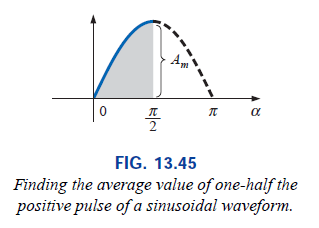 A_m
0
π/2
π
α
FIG. 13.45
Finding the average value of one-half the
positive pulse of a sinusoidal waveform.